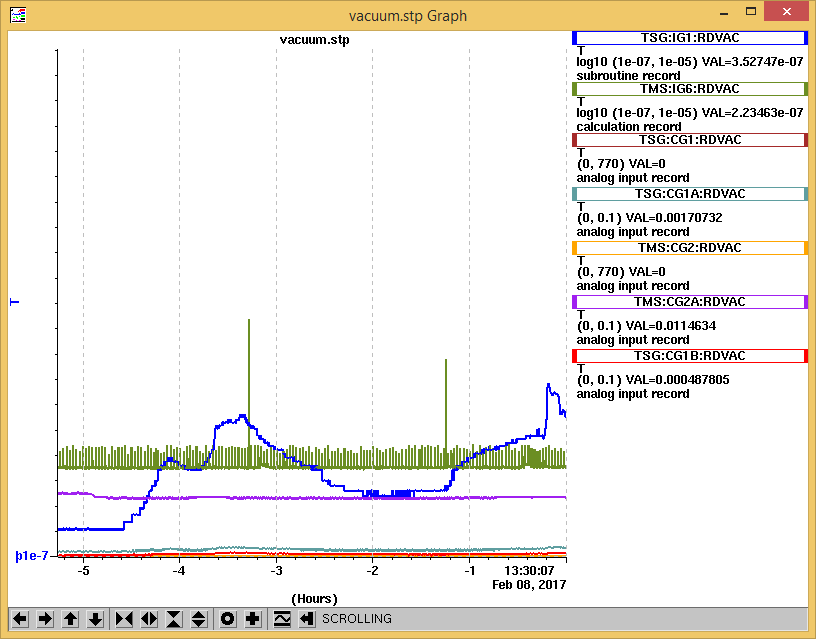 vacuum.stp Graph
vacuum.stp
T
1e-7
-5 -4 -3 -2 -1 13:30:07
Feb 08, 2017
(Hours)
TSG:IG1:RDVAC
T
log10 (1e-07, 1e-05) VAL=3.52747e-07
subroutine record
TMS:IG6:RDVAC
T
log10 (1e-07, 1e-05) VAL=2.23463e-07
calculation record
TSG:CG1:RDVAC
T
(0, 770) VAL=0
analog input record
TSG:CG1A:RDVAC
T
(0, 0.1) VAL=0.00170732
analog input record
TMS:CG2:RDVAC
T
(0, 770) VAL=0
analog input record
TMS:CG2A:RDVAC
T
(0, 0.1) VAL=0.0114634
analog input record
TSG:CG1B:RDVAC
T
(0, 0.1) VAL=0.000487805
analog input record
SCROLLING